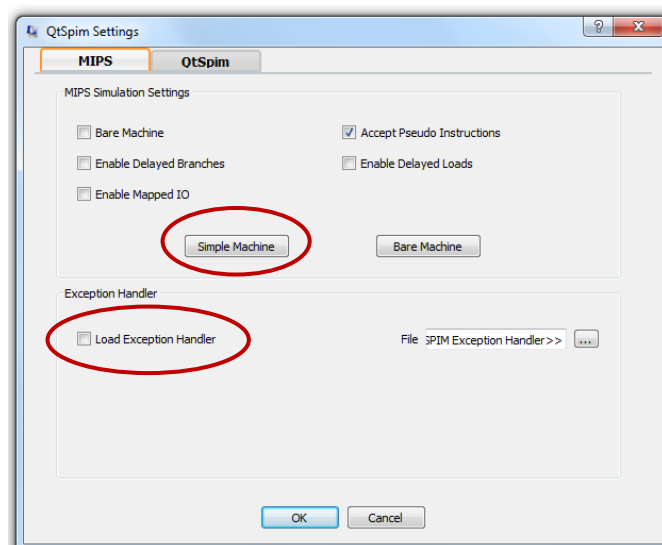 QtSpim Settings
MIPS QtSpim
MIPS Simulation Settings
Bare Machine Accept Pseudo Instructions
Enable Delayed Branches Enable Delayed Loads
Enable Mapped IO
Simple Machine Bare Machine
Exception Handler
Load Exception Handler File SPIM Exception Handler>> ...
OK Cancel